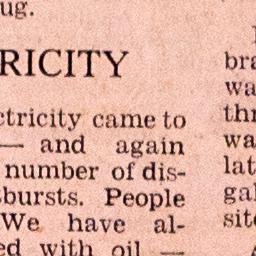 ug.
RICITY
ctricity came to
— and again
number of dis-
sbursts. People
We have al-
ed with oil —
bra
wa
thr
wa
lat
gal
site